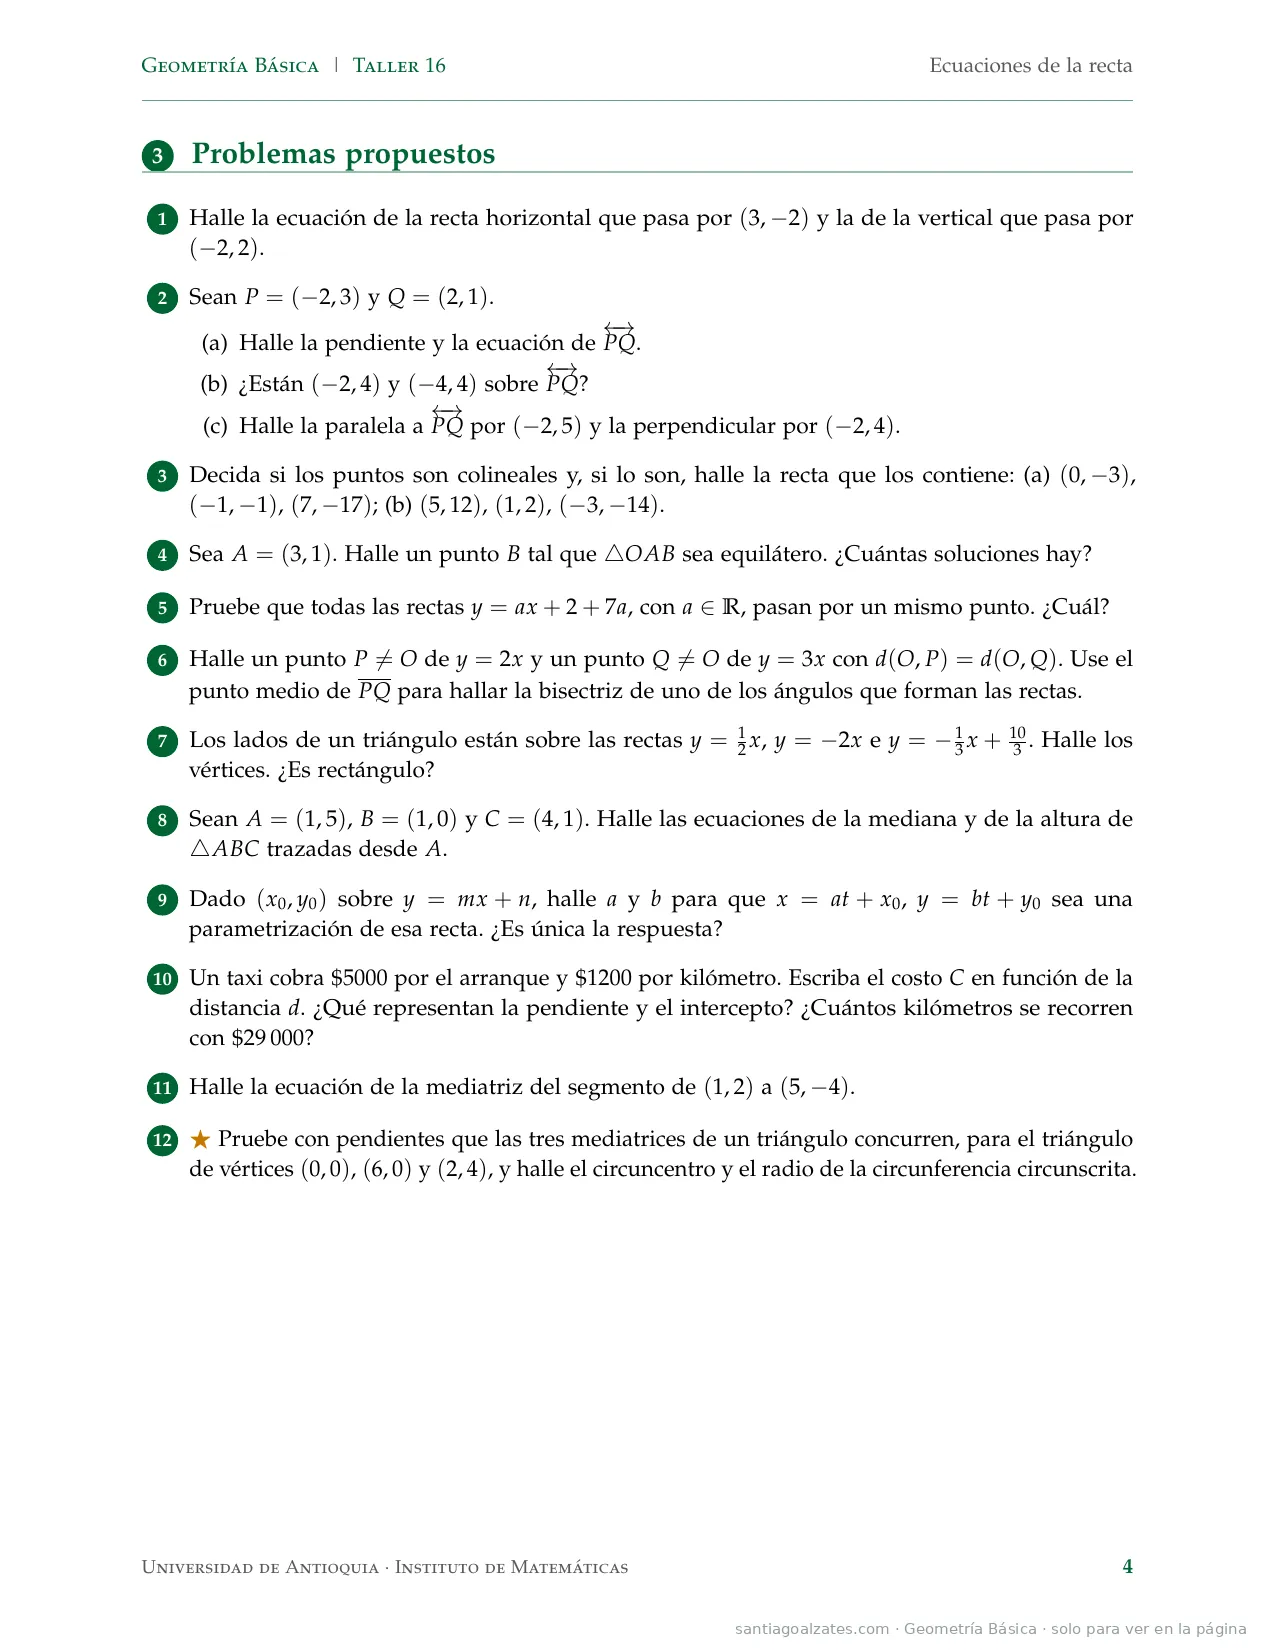 Geometría Básica | Taller 16
Ecuaciones de la recta
3 Problemas propuestos
1 Halle la ecuación de la recta horizontal que pasa por (3, −2) y la de la vertical que pasa por
(−2, 2).
2 Sean P = (−2, 3) y Q = (2, 1).
(a) Halle la pendiente y la ecuación de \overleftrightarrow{PQ}.
(b) ¿Están (−2, 4) y (−4, 4) sobre \overleftrightarrow{PQ}?
(c) Halle la paralela a \overleftrightarrow{PQ} por (−2, 5) y la perpendicular por (−2, 4).
3 Decida si los puntos son colineales y, si lo son, halle la recta que los contiene: (a) (0, −3),
(−1, −1), (7, −17); (b) (5, 12), (1, 2), (−3, −14).
4 Sea A = (3, 1). Halle un punto B tal que △OAB sea equilátero. ¿Cuántas soluciones hay?
5 Pruebe que todas las rectas y = ax + 2 + 7a, con a ∈ ℝ, pasan por un mismo punto. ¿Cuál?
6 Halle un punto P ≠ O de y = 2x y un punto Q ≠ O de y = 3x con d(O, P) = d(O, Q). Use el
punto medio de \overline{PQ} para hallar la bisectriz de uno de los ángulos que forman las rectas.
7 Los lados de un triángulo están sobre las rectas y = \frac{1}{2}x, y = −2x e y = −\frac{1}{3}x + \frac{10}{3}. Halle los
vértices. ¿Es rectángulo?
8 Sean A = (1, 5), B = (1, 0) y C = (4, 1). Halle las ecuaciones de la mediana y de la altura de
△ABC trazadas desde A.
9 Dado (x₀, y₀) sobre y = mx + n, halle a y b para que x = at + x₀, y = bt + y₀ sea una
parametrización de esa recta. ¿Es única la respuesta?
10 Un taxi cobra $5000 por el arranque y $1200 por kilómetro. Escriba el costo C en función de la
distancia d. ¿Qué representan la pendiente y el intercepto? ¿Cuántos kilómetros se recorren
con $29 000?
11 Halle la ecuación de la mediatriz del segmento de (1, 2) a (5, −4).
12 ★ Pruebe con pendientes que las tres mediatrices de un triángulo concurren, para el triángulo
de vértices (0, 0), (6, 0) y (2, 4), y halle el circuncentro y el radio de la circunferencia circunscrita.
Universidad de Antioquia · Instituto de Matemáticas
4
santiagoalzates.com · Geometría Básica · solo para ver en la página